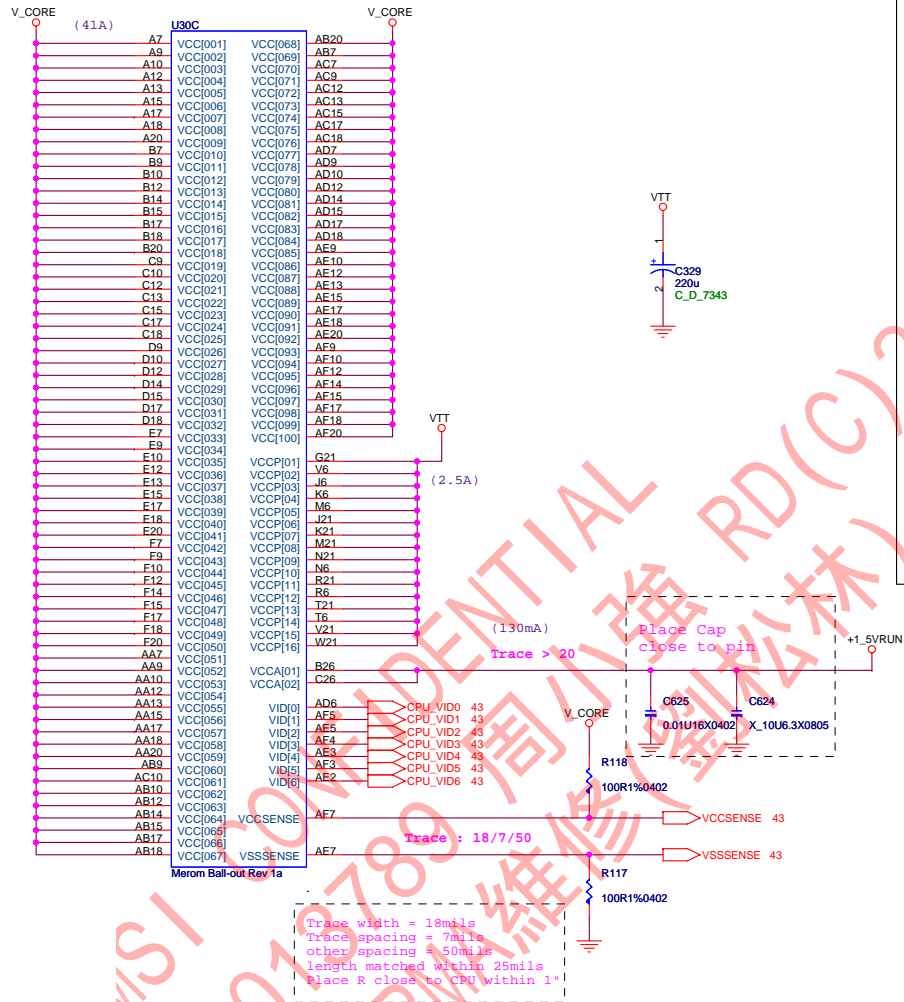 V_CORE (41A) U30C V_CORE
A7 VCC[001] VCC[068] AB20
A9 VCC[002] VCC[069] AB7
A10 VCC[003] VCC[070] AC7
A12 VCC[004] VCC[071] AC9
A13 VCC[005] VCC[072] AC12
A15 VCC[006] VCC[073] AC13
A17 VCC[007] VCC[074] AC15
A18 VCC[008] VCC[075] AC17
A20 VCC[009] VCC[076] AC18
B7 VCC[010] VCC[077] AD7
B9 VCC[011] VCC[078] AD9
B10 VCC[012] VCC[079] AD10
B12 VCC[013] VCC[080] AD12
B14 VCC[014] VCC[081] AD14
B15 VCC[015] VCC[082] AD15
B17 VCC[016] VCC[083] AD17
B18 VCC[017] VCC[084] AD18
B20 VCC[018] VCC[085] AE9
C9 VCC[019] VCC[086] AE10
C10 VCC[020] VCC[087] AE12
C12 VCC[021] VCC[088] AE13
C13 VCC[022] VCC[089] AE15
C15 VCC[023] VCC[090] AE17
C17 VCC[024] VCC[091] AE18
C18 VCC[025] VCC[092] AE20
D9 VCC[026] VCC[093] AF9
D10 VCC[027] VCC[094] AF10
D12 VCC[028] VCC[095] AF12
D14 VCC[029] VCC[096] AF14
D15 VCC[030] VCC[097] AF15
D17 VCC[031] VCC[098] AF17
D18 VCC[032] VCC[099] AF18
E7 VCC[033] VCC[100] AF20
E9 VCC[034]
E10 VCC[035] VCCP[01] G21
E12 VCC[036] VCCP[02] V6
E13 VCC[037] VCCP[03] J6
E15 VCC[038] VCCP[04] K6
E17 VCC[039] VCCP[05] M6
E18 VCC[040] VCCP[06] J21
E20 VCC[041] VCCP[07] K21
F7 VCC[042] VCCP[08] M21
F9 VCC[043] VCCP[09] N21
F10 VCC[044] VCCP[10] N6
F12 VCC[045] VCCP[11] R21
F14 VCC[046] VCCP[12] R6
F15 VCC[047] VCCP[13] T21
F17 VCC[048] VCCP[14] T6
F18 VCC[049] VCCP[15] V21
F20 VCC[050] VCCP[16] W21
AA7 VCC[051]
AA9 VCC[052] VCCA[01] B26
AA10 VCC[053] VCCA[02] C26
AA12 VCC[054]
AA13 VCC[055] VID[0] AD6 CPU_VID0 43
AA15 VCC[056] VID[1] AF5 CPU_VID1 43
AA17 VCC[057] VID[2] AE5 CPU_VID2 43
AA18 VCC[058] VID[3] AF4 CPU_VID3 43
AA20 VCC[059] VID[4] AE3 CPU_VID4 43
AB9 VCC[060] VID[5] AF3 CPU_VID5 43
AC10 VCC[061] VID[6] AE2 CPU_VID6 43
AB10 VCC[062]
AB12 VCC[063]
AB14 VCC[064] VCCSENSE AF7
AB15 VCC[065]
AB17 VCC[066]
AB18 VCC[067] VSSSENSE AE7
Merom Ball-out Rev 1a
VTT
(2.5A)
VTT
1
+
C329
220u
C_D_7343
2
(130mA)
Trace > 20
Place Cap
close to pin
+1_5VRUN
C625
0.01U16X0402
C624
X_10U6.3X0805
V_CORE
R118
100R1%0402
VCCSENSE 43
Trace : 18/7/50
VSSSENSE 43
R117
100R1%0402
Trace width = 18mils
Trace spacing = 7mils
other spacing = 50mils
length matched within 25mils
Place R close to CPU within 1"
MSI CONFIDENTIAL
013789 周小強 RD(C)
RMA維修(劉松林)